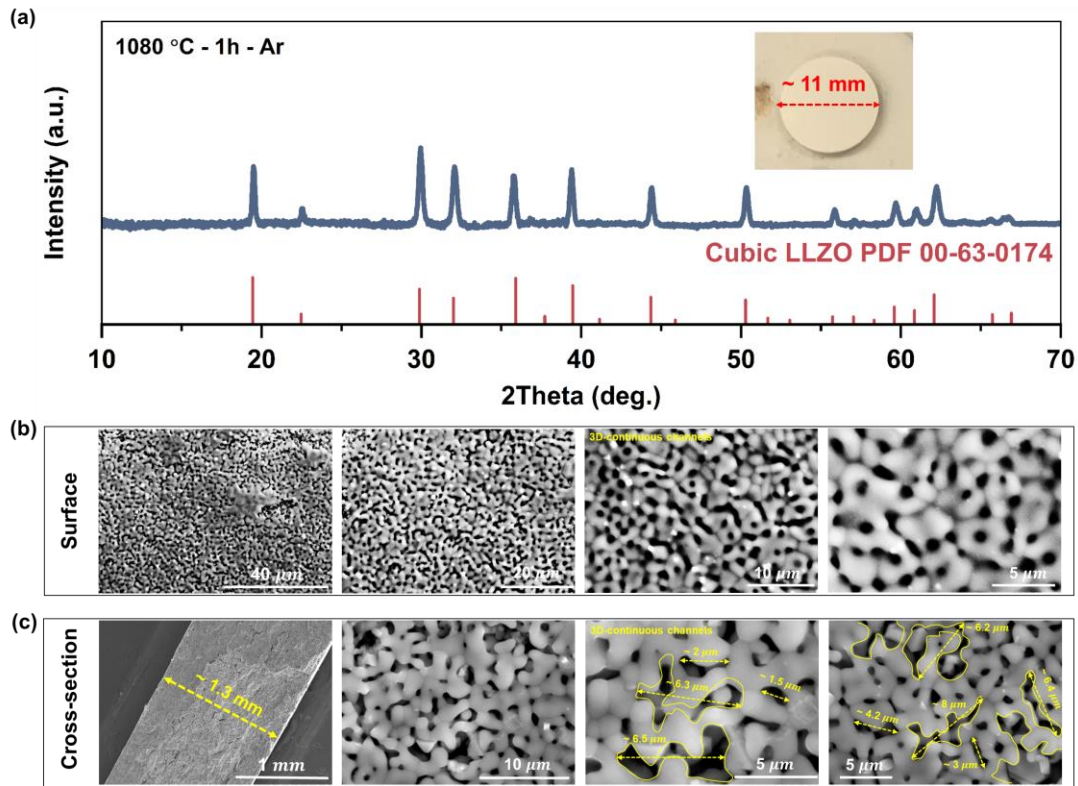 (a)
1080 °C - 1h - Ar
~ 11 mm
Intensity (a.u.)
Cubic LLZO PDF 00-63-0174
10 20 30 40 50 60 70
2Theta (deg.)
(b)
Surface
40 μm
20 μm
3D-continuous channels
10 μm
5 μm
(c)
Cross-section
~ 1.3 mm
1 mm
10 μm
3D-continuous channels
~ 2 μm
~ 6.3 μm
~ 1.5 μm
~ 6.5 μm
5 μm
~ 6.2 μm
~ 6.4 μm
~ 8 μm
~ 4.2 μm
~ 3 μm
5 μm